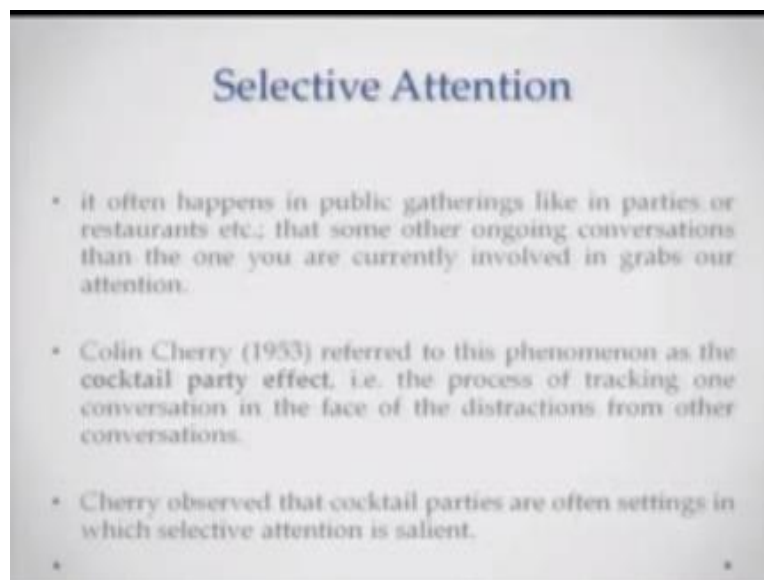 Selective Attention
• it often happens in public gatherings like in parties or
restaurants etc.; that some other ongoing conversations
than the one you are currently involved in grabs our
attention.
• Colin Cherry (1953) referred to this phenomenon as the
cocktail party effect, i.e. the process of tracking one
conversation in the face of the distractions from other
conversations.
• Cherry observed that cocktail parties are often settings in
which selective attention is salient.